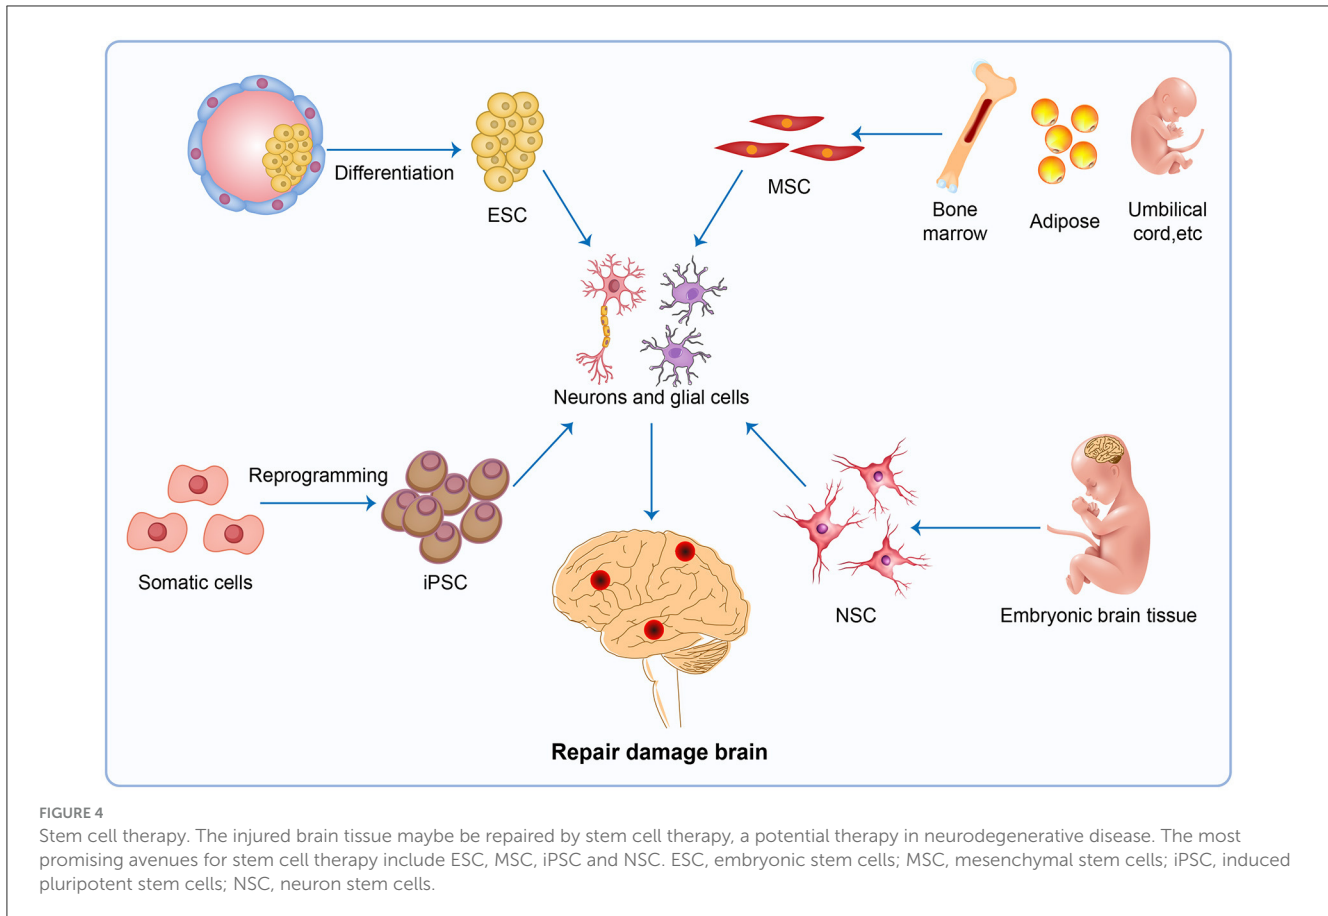 Differentiation
ESC
MSC
Bone
marrow
Adipose
Umbilical
cord,etc
Neurons and glial cells
Reprogramming
Somatic cells
iPSC
NSC
Embryonic brain tissue
Repair damage brain
FIGURE 4
Stem cell therapy. The injured brain tissue maybe be repaired by stem cell therapy, a potential therapy in neurodegenerative disease. The most
promising avenues for stem cell therapy include ESC, MSC, iPSC and NSC. ESC, embryonic stem cells; MSC, mesenchymal stem cells; iPSC, induced
pluripotent stem cells; NSC, neuron stem cells.